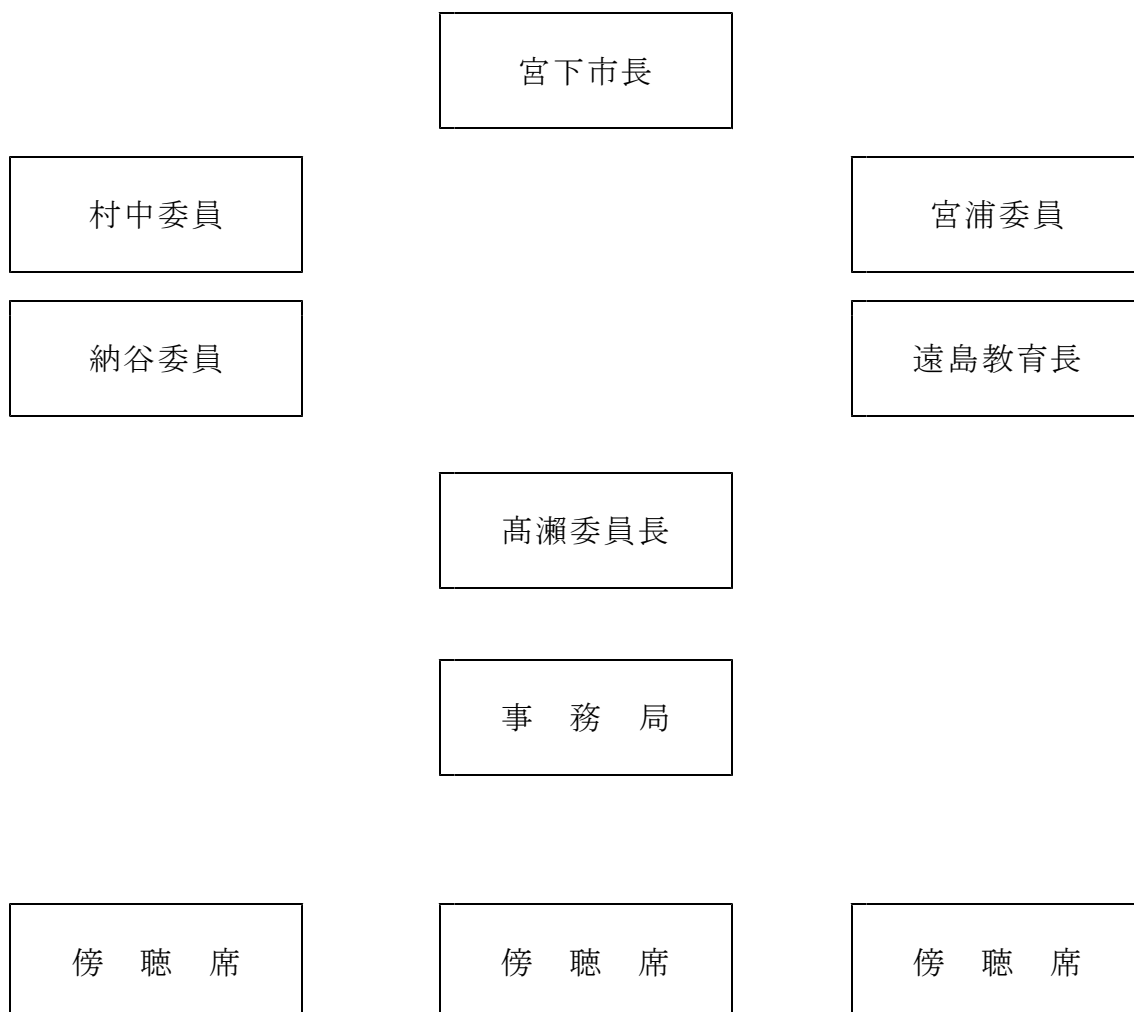 宮下市長
村中委員
宮浦委員
納谷委員
遠島教育長
髙瀨委員長
事　務　局
傍　聴　席
傍　聴　席
傍　聴　席